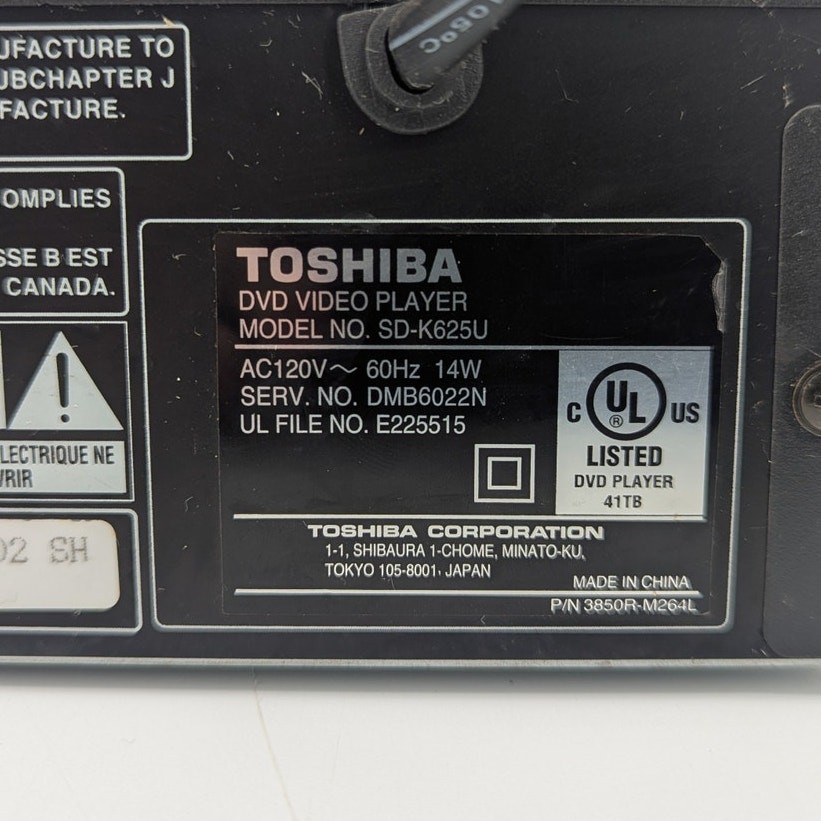 105°C
UFACTURE TO
UBCHAPTER J
FACTURE.
OMPLIES
SSE B EST
CANADA.
LECTRIQUE NE
VRIR
02 SH
TOSHIBA
DVD VIDEO PLAYER
MODEL NO. SD-K625U
AC120V～ 60Hz 14W
SERV. NO. DMB6022N
UL FILE NO. E225515
C UL ® US
LISTED
DVD PLAYER
41TB
TOSHIBA CORPORATION
1-1, SHIBAURA 1-CHOME, MINATO-KU,
TOKYO 105-8001, JAPAN
MADE IN CHINA
P/N 3850R-M264L